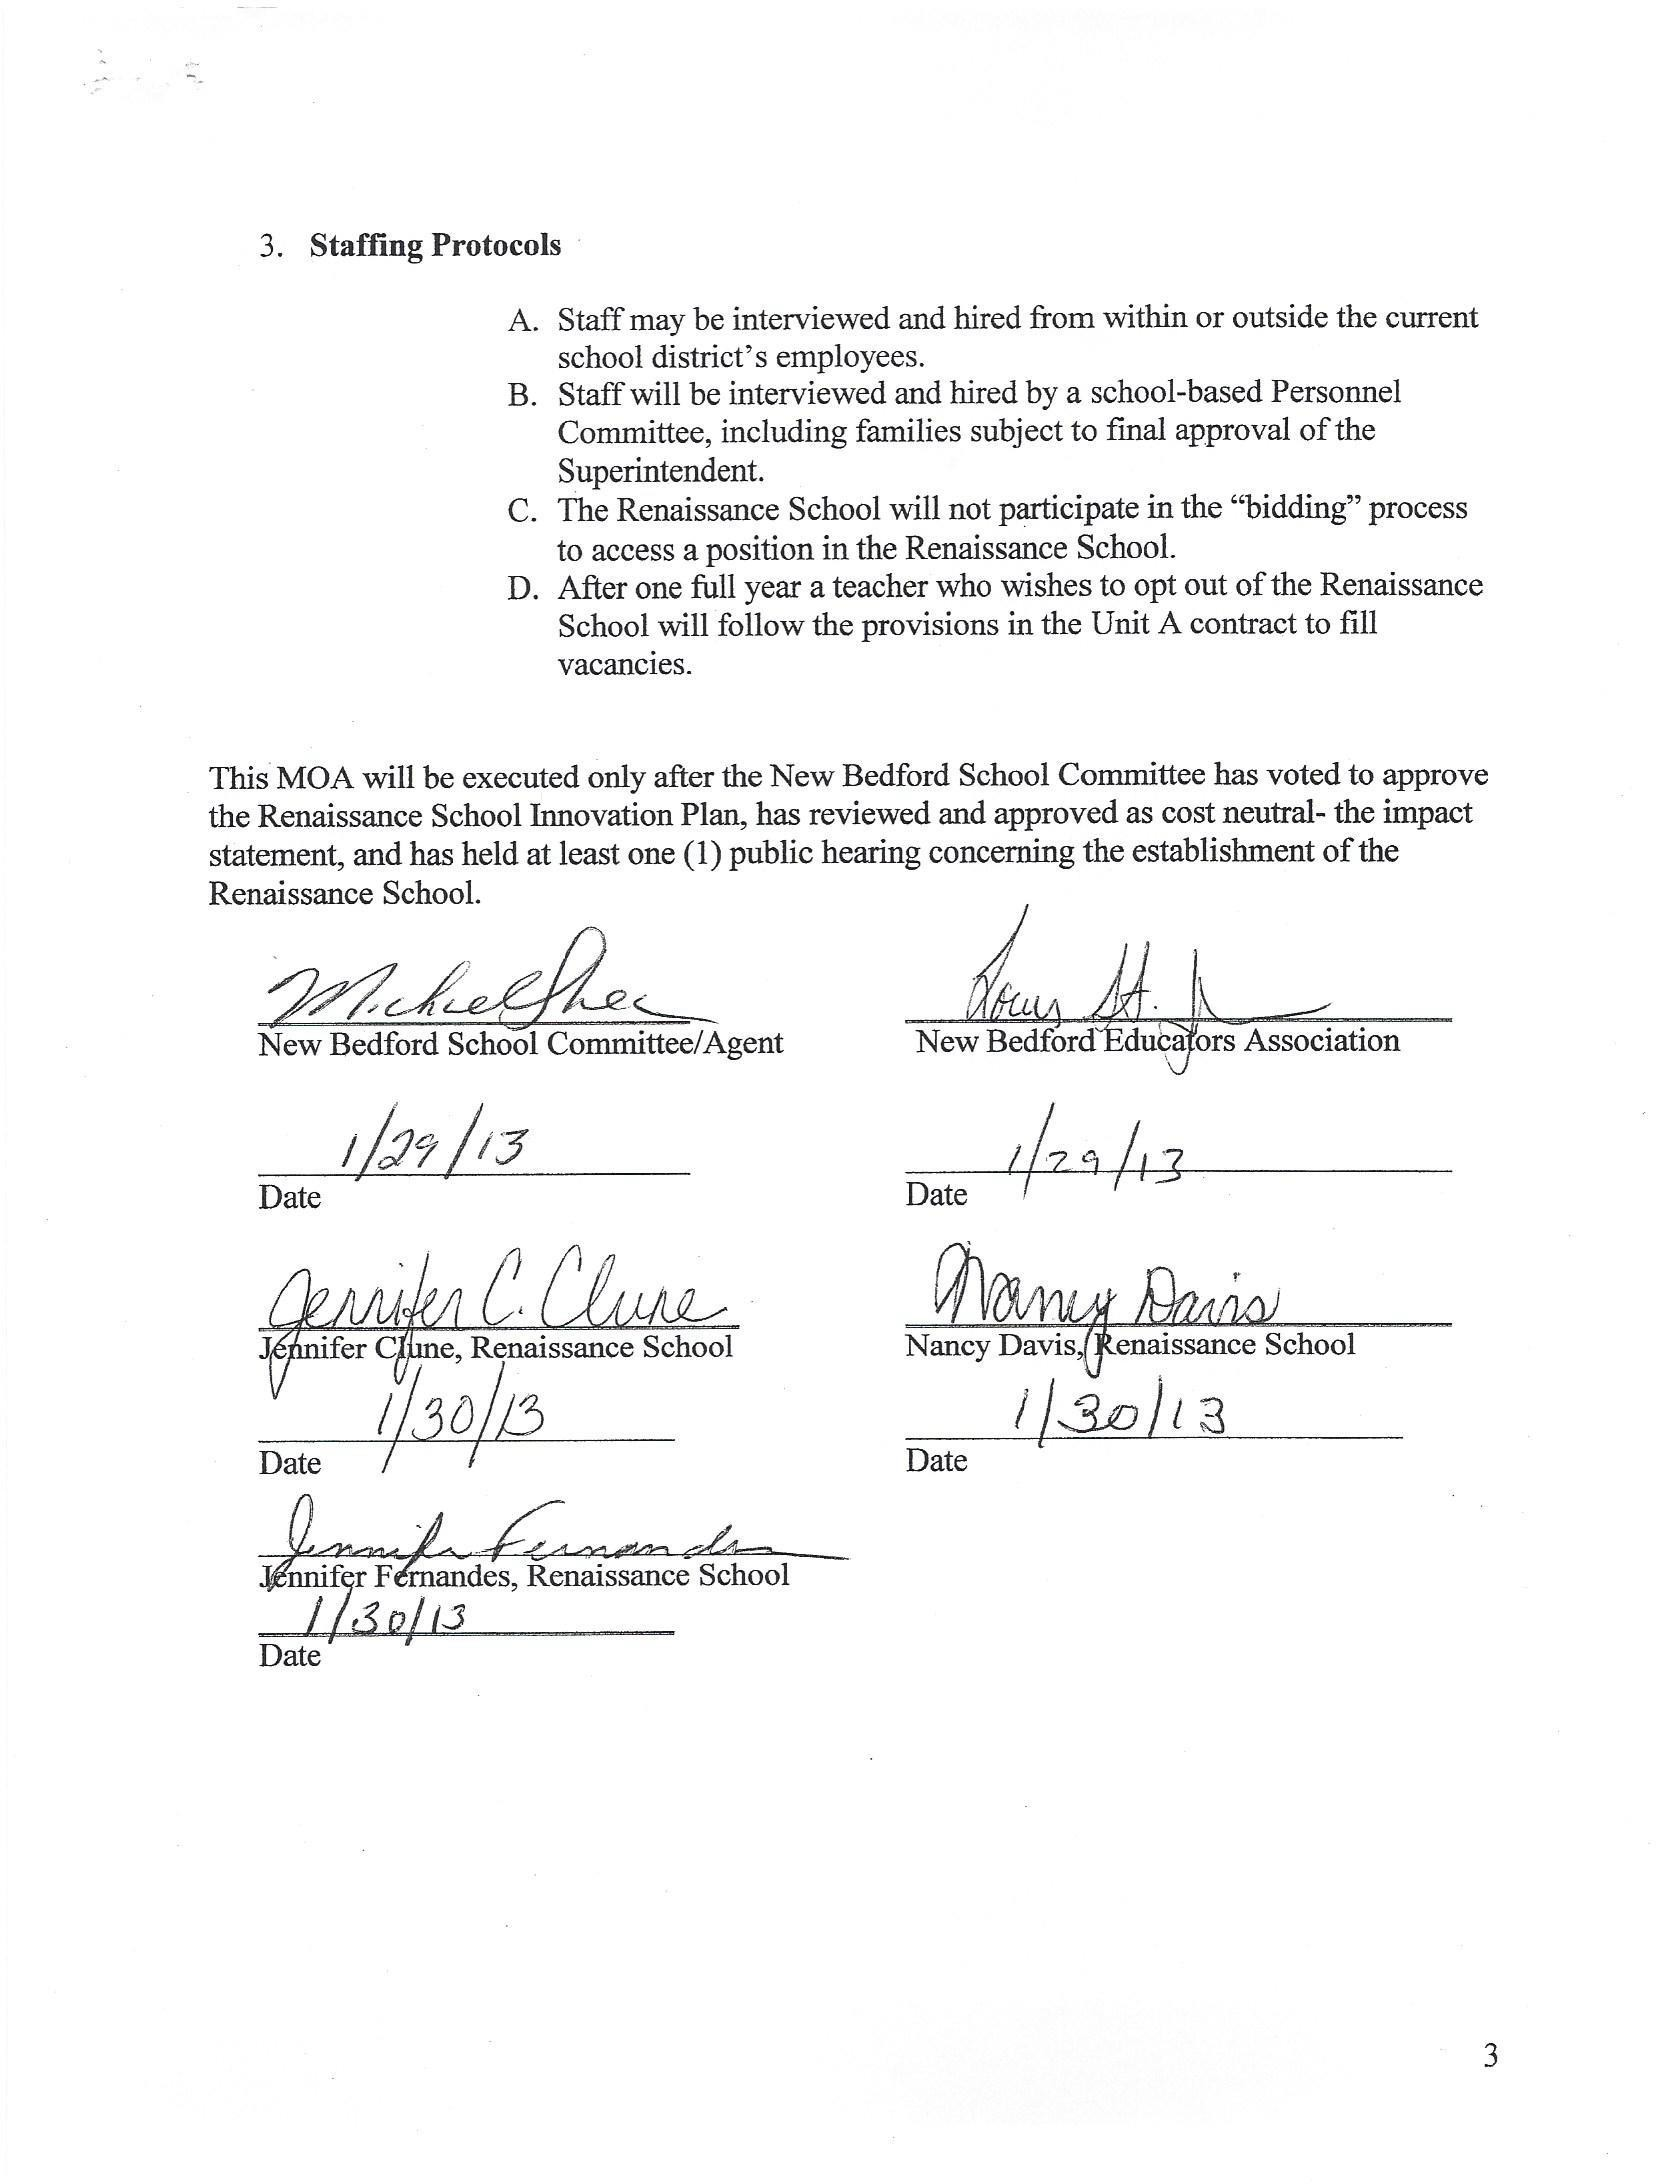 3. Staffing Protocols
A. Staff may be interviewed and hired from within or outside the current
school district's employees.
B. Staff will be interviewed and hired by a school-based Personnel
Committee, including families subject to final approval of the
Superintendent.
C. The Renaissance School will not participate in the “bidding” process
to access a position in the Renaissance School.
D. After one full year a teacher who wishes to opt out of the Renaissance
School will follow the provisions in the Unit A contract to fill
vacancies.
This MOA will be executed only after the New Bedford School Committee has voted to approve
the Renaissance School Innovation Plan, has reviewed and approved as cost neutral- the impact
statement, and has held at least one (1) public hearing concerning the establishment of the
Renaissance School.
Michael Shea
Louis St. J
New Bedford School Committee/Agent
New Bedford Educators Association
1/29/13
1/29/13
Date
Date
Jennifer C. Clune
Nancy Davis
Jennifer Clune, Renaissance School
Nancy Davis, Renaissance School
1/30/13
1/30/13
Date
Date
Jennifer Fernandes
Jennifer Fernandes, Renaissance School
1/30/13
Date
3